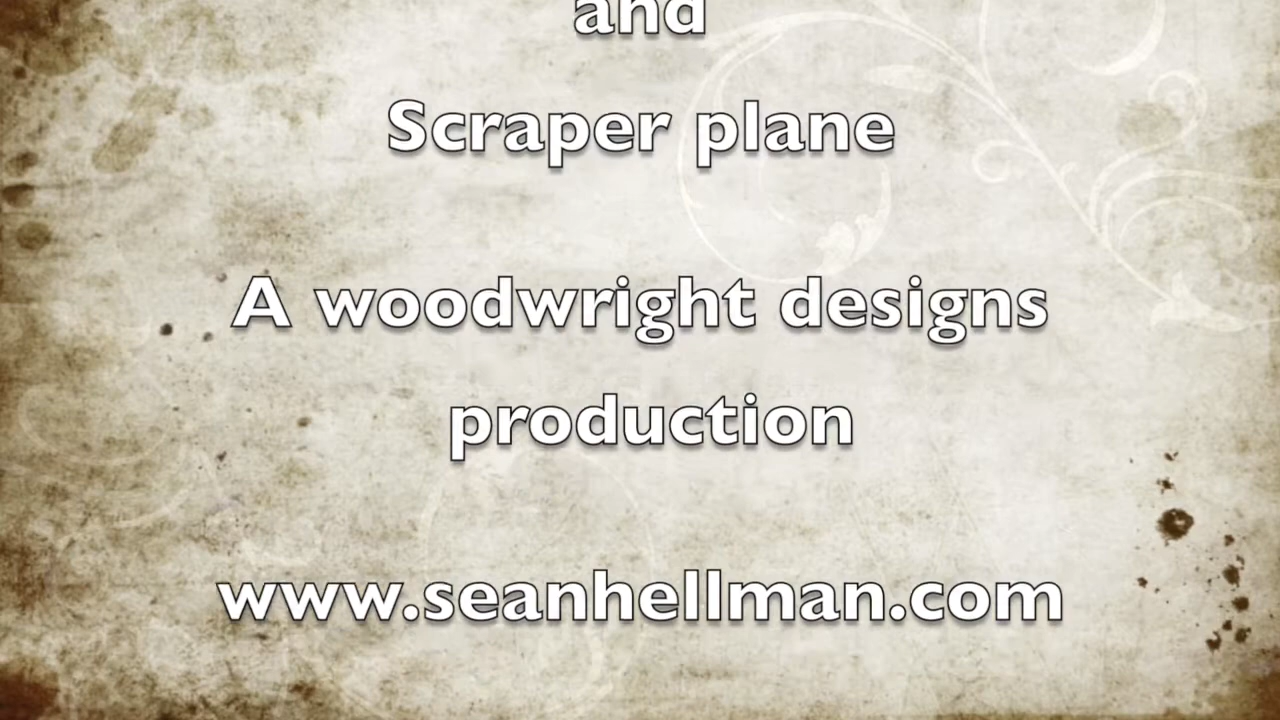 and
Scraper plane
A woodwright designs
production
www.seanhellman.com